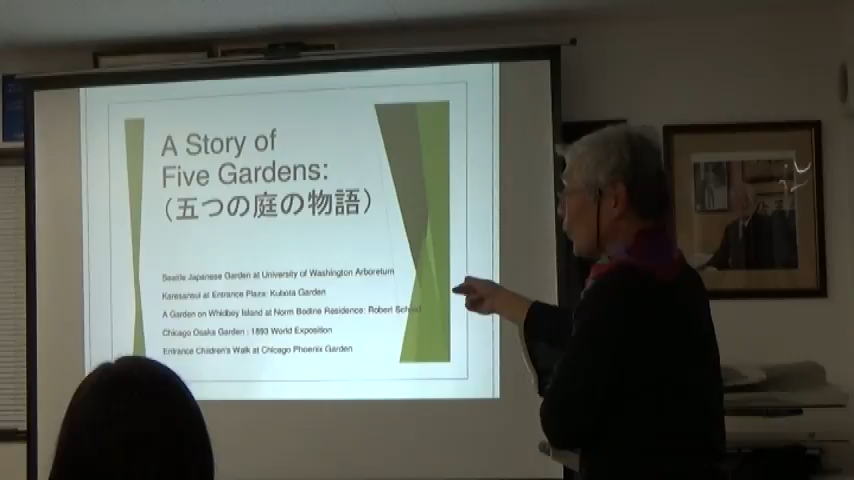 A Story of
Five Gardens:
（五つの庭の物語）
Seattle Japanese Garden at University of Washington Arboretum
Karesansui at Entrance Plaza: Kubota Garden
A Garden on Whidbey Island at Norm Bodine Residence: Robert
Chicago Osaka Garden : 1893 World Exposition
Entrance Children's Walk at Chicago Phoenix Garden